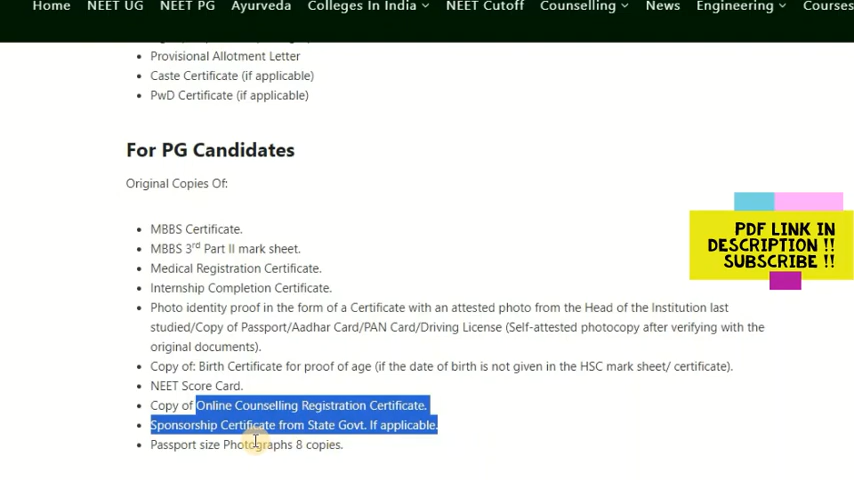 Home NEET UG NEET PG Ayurveda Colleges In India NEET Cutoff Counselling News Engineering Courses
Provisional Allotment Letter
Caste Certificate (if applicable)
PwD Certificate (if applicable)
For PG Candidates
Original Copies Of:
MBBS Certificate.
MBBS 3rd Part II mark sheet.
Medical Registration Certificate.
Internship Completion Certificate.
Photo identity proof in the form of a Certificate with an attested photo from the Head of the Institution last
studied/Copy of Passport/Aadhar Card/PAN Card/Driving License (Self-attested photocopy after verifying with the
original documents).
Copy of: Birth Certificate for proof of age (if the date of birth is not given in the HSC mark sheet/ certificate).
NEET Score Card.
Copy of Online Counselling Registration Certificate.
Sponsorship Certificate from State Govt. If applicable.
Passport size Photographs 8 copies.
PDF LINK IN
DESCRIPTION !!
SUBSCRIBE !!